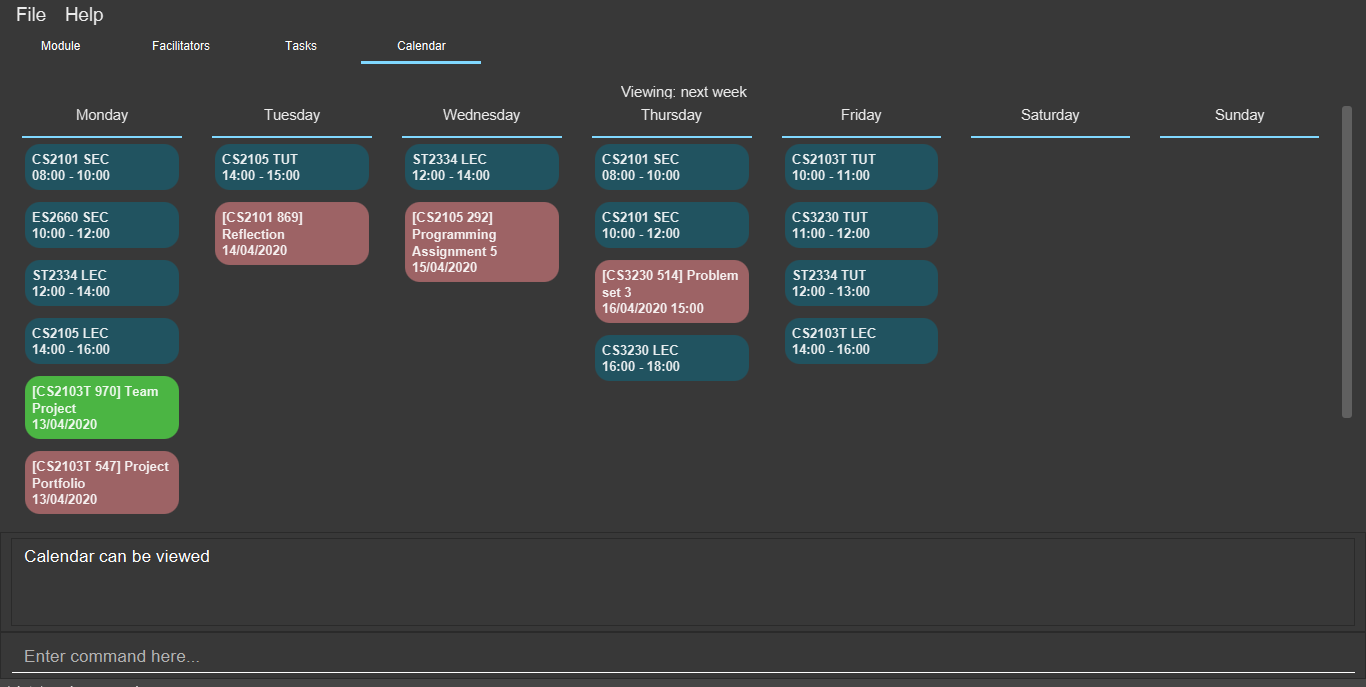 File Help
Module Facilitators Tasks Calendar
Viewing: next week
Monday Tuesday Wednesday Thursday Friday Saturday Sunday
CS2101 SEC
08:00 - 10:00
ES2660 SEC
10:00 - 12:00
ST2334 LEC
12:00 - 14:00
CS2105 LEC
14:00 - 16:00
[CS2103T 970] Team
Project
13/04/2020
[CS2103T 547] Project
Portfolio
13/04/2020
CS2105 TUT
14:00 - 15:00
[CS2101 869]
Reflection
14/04/2020
ST2334 LEC
12:00 - 14:00
[CS2105 292]
Programming
Assignment 5
15/04/2020
CS2101 SEC
08:00 - 10:00
CS2101 SEC
10:00 - 12:00
[CS3230 514] Problem
set 3
16/04/2020 15:00
CS3230 LEC
16:00 - 18:00
CS2103T TUT
10:00 - 11:00
CS3230 TUT
11:00 - 12:00
ST2334 TUT
12:00 - 13:00
CS2103T LEC
14:00 - 16:00
Calendar can be viewed
Enter command here...